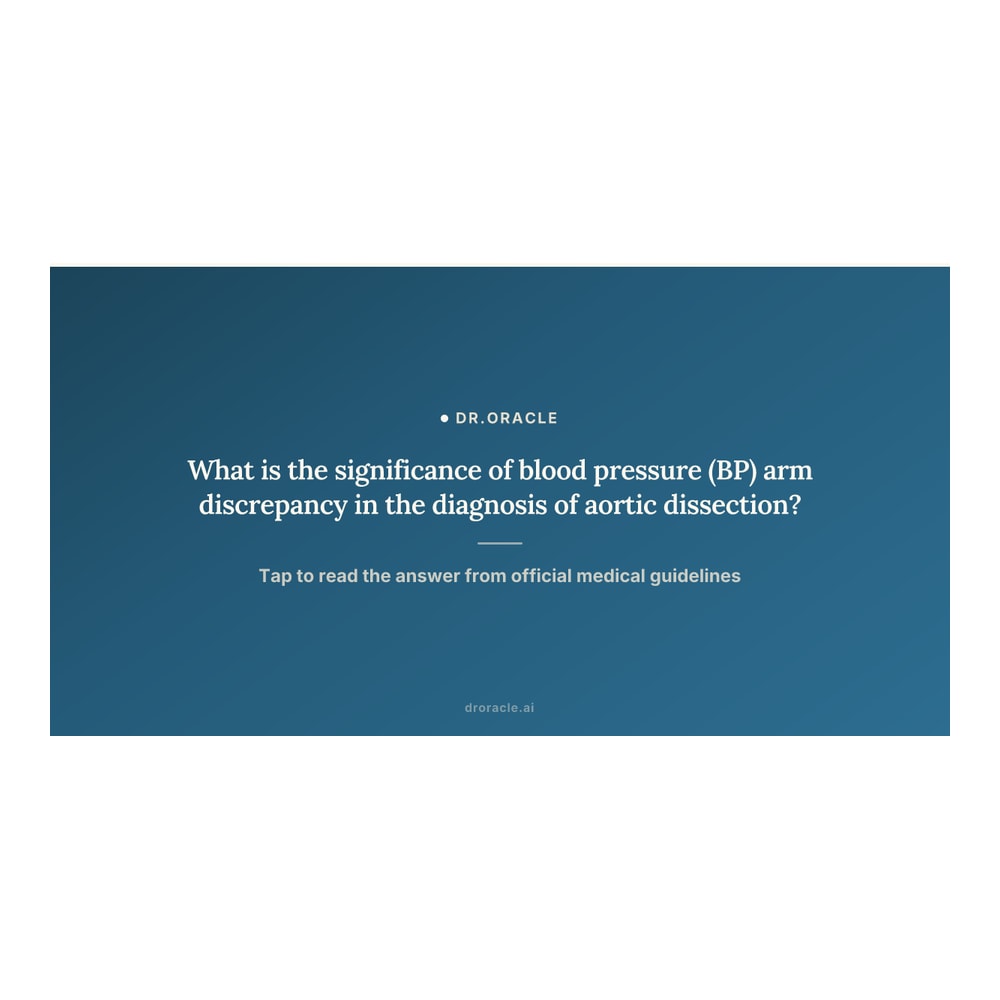 DR.ORACLE
What is the significance of blood pressure (BP) arm
discrepancy in the diagnosis of aortic dissection?
Tap to read the answer from official medical guidelines
droracle.ai